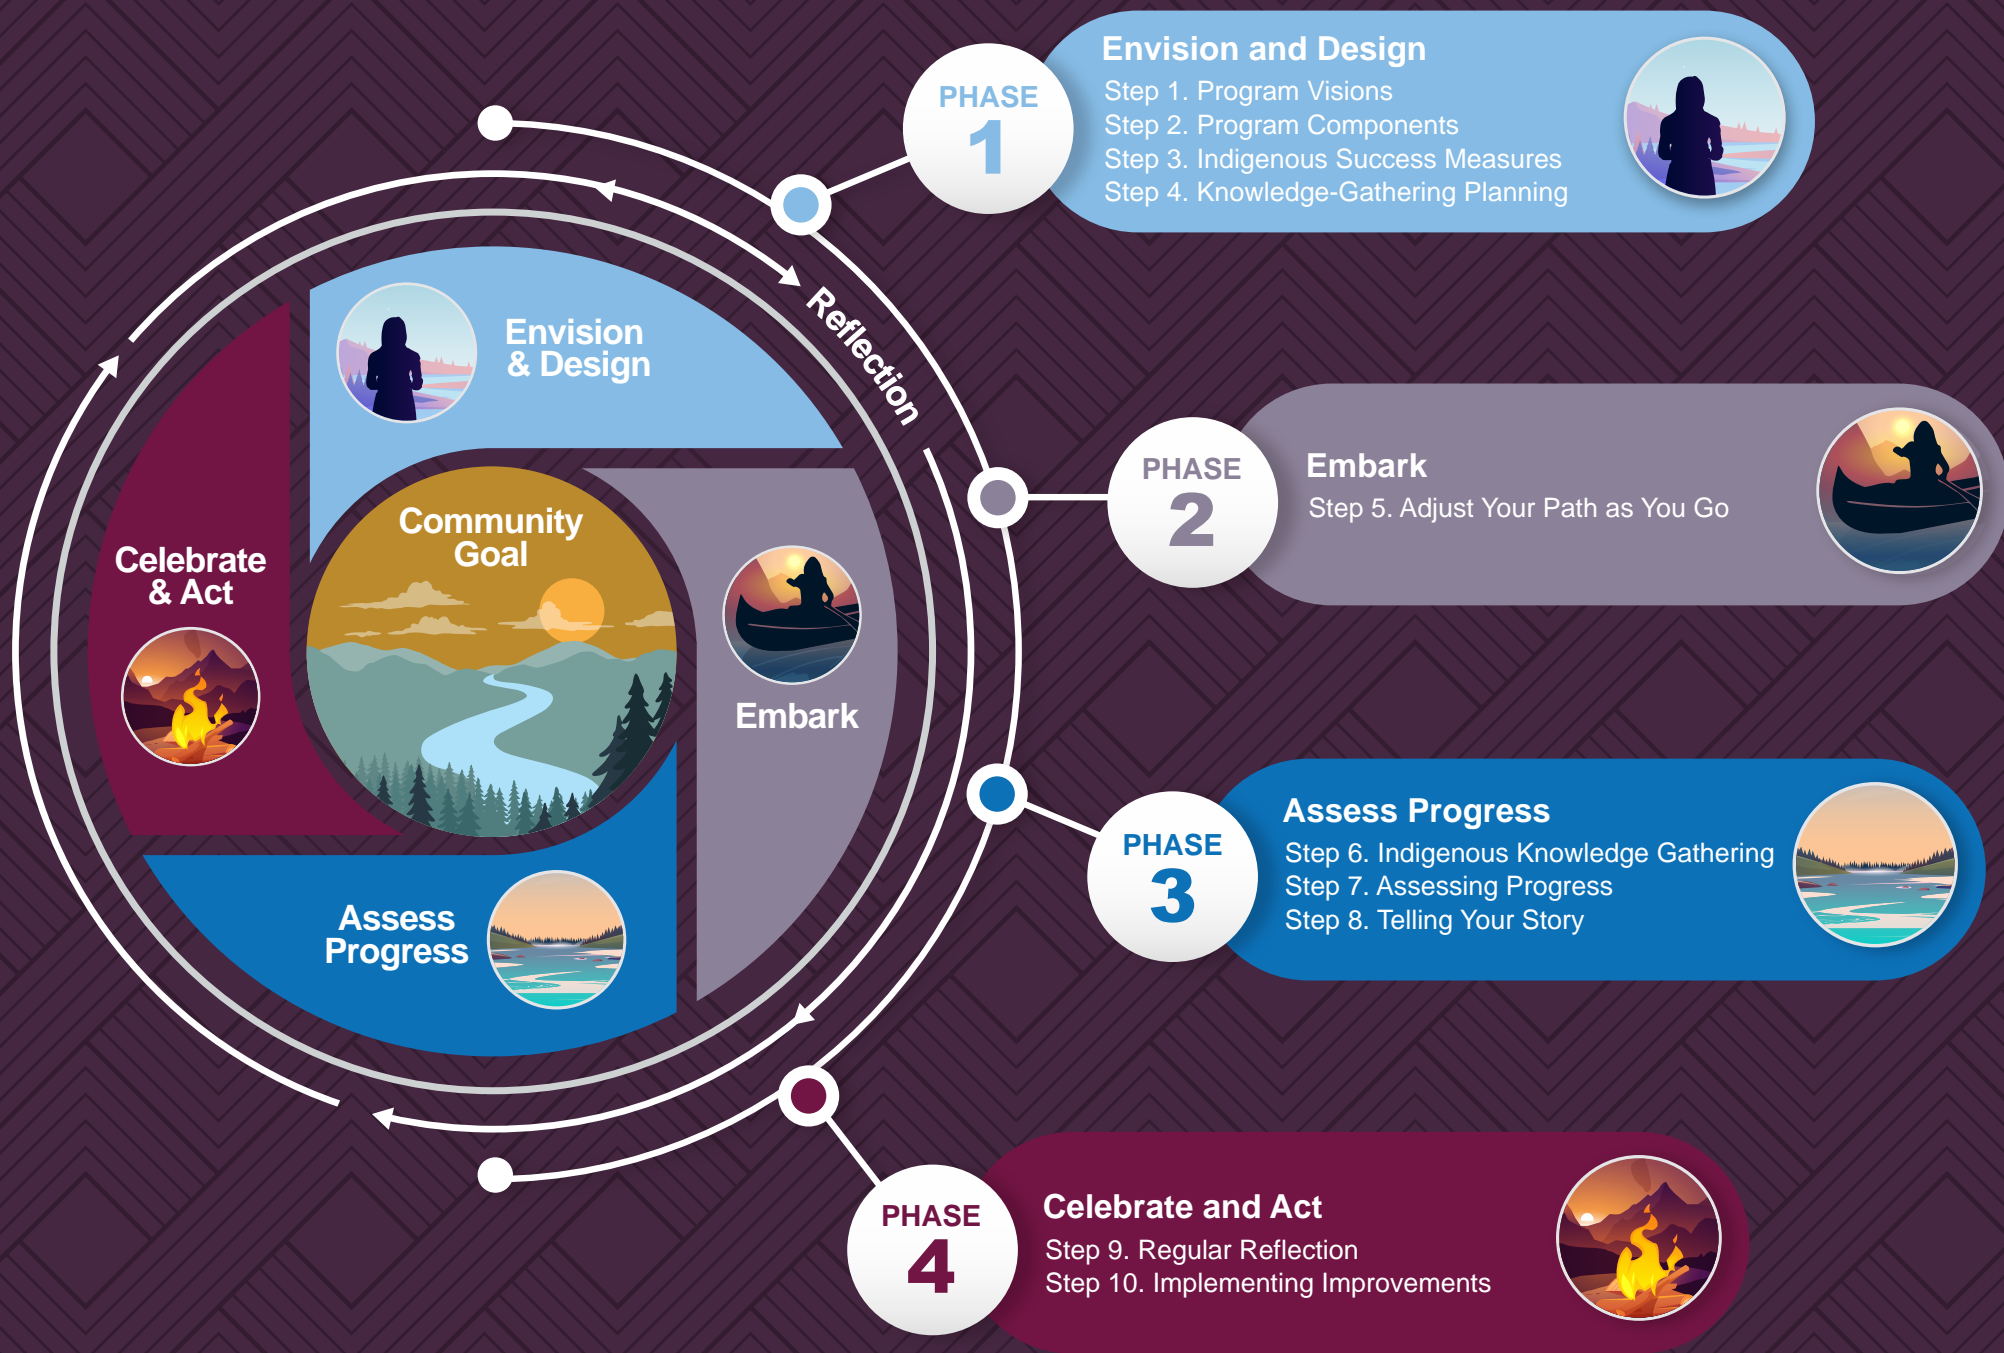 Envision
& Design
Reflection
Community
Goal
Embark
Assess
Progress
Celebrate
& Act
PHASE
1
Envision and Design
Step 1. Program Visions
Step 2. Program Components
Step 3. Indigenous Success Measures
Step 4. Knowledge-Gathering Planning
PHASE
2
Embark
Step 5. Adjust Your Path as You Go
PHASE
3
Assess Progress
Step 6. Indigenous Knowledge Gathering
Step 7. Assessing Progress
Step 8. Telling Your Story
PHASE
4
Celebrate and Act
Step 9. Regular Reflection
Step 10. Implementing Improvements